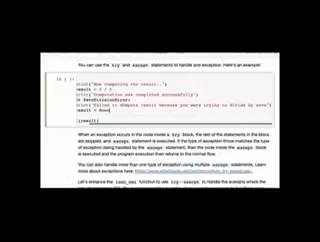 You can use the try and except statements to handle any exception. Here's an example:
In [ ]:
print("Now computing the result..")
result = 5 / 0
print("Computation was completed successfully")
ZeroDivisionError:
print("Failed to compute result because you were trying to divide by zero")
result = None
(result)
When an exception occurs in the code inside a try block, the rest of the statements in the block
are skipped, and except statement is executed. If the type of exception throws matches the type
of exception being handled by the except statement, then the code inside the except block
is executed and the program execution then returns to the normal flow.
You can also handle more than one type of exception using multiple except statements. Learn
more about exceptions here:
Let's enhance the function to use try - except to handle the scenario where the